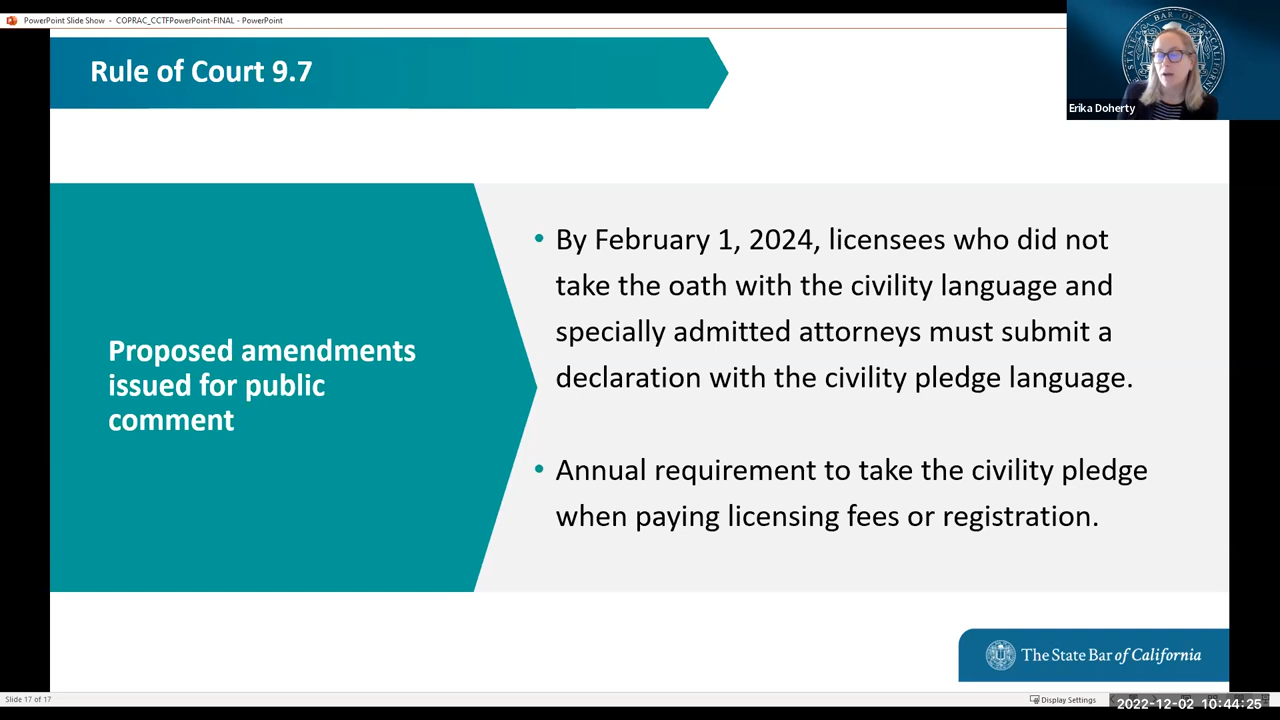 PowerPoint Slide Show - COPRAC_CCTFPowerPoint-FINAL - PowerPoint
Rule of Court 9.7
STATE BAR OF CALIFORNIA
Erika Doherty
Proposed amendments
issued for public
comment
• By February 1, 2024, licensees who did not
take the oath with the civility language and
specially admitted attorneys must submit a
declaration with the civility pledge language.
• Annual requirement to take the civility pledge
when paying licensing fees or registration.
The State Bar of California
Slide 17 of 17
Display Settings
2022-12-02 10:44:25